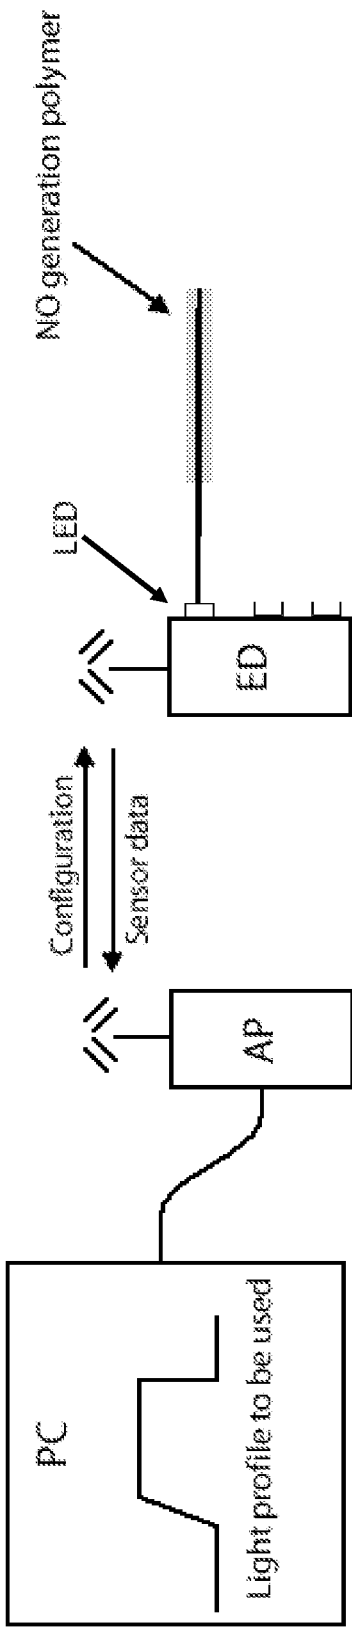 PC
Light profile to be used
AP
Configuration
Sensor data
ED
LED
NO generation polymer